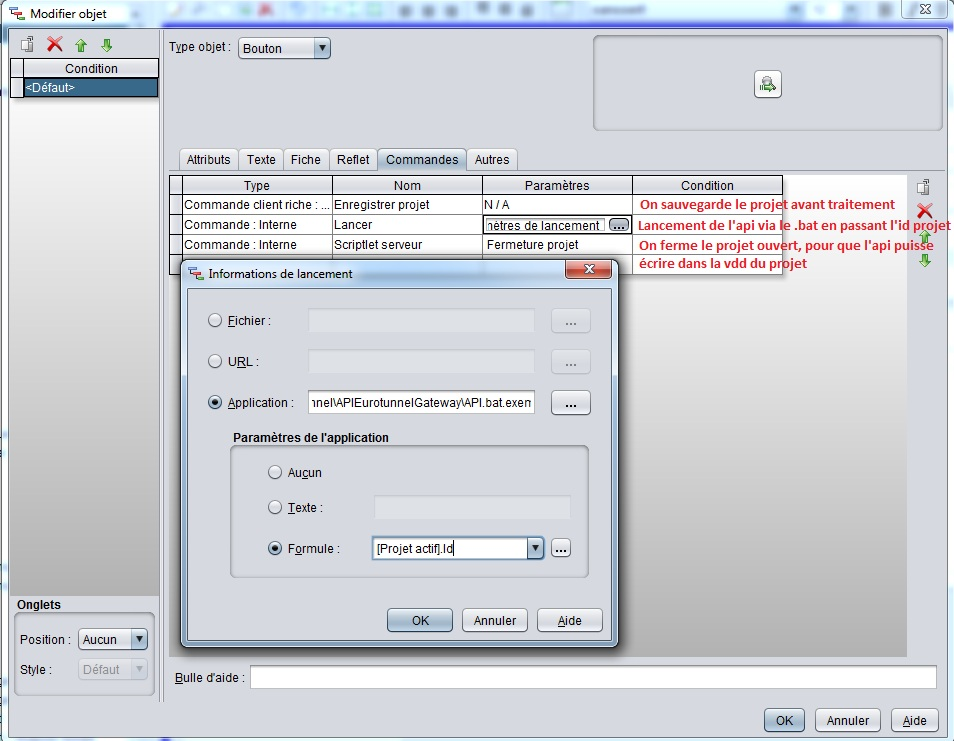 Modifier objet
Type objet : Bouton
Condition
<Défaut>
Attributs Texte Fiche Reflet Commandes Autres
Type Nom Paramètres Condition
Commande client riche : ... Enregistrer projet N / A On sauvegarde le projet avant traitement
Commande : Interne Lancer nètres de lancement ... Lancement de l'api via le .bat en passant l'id projet
Commande : Interne Scriptlet serveur Fermeture projet On ferme le projet ouvert, pour que l'api puisse
écrire dans la vdd du projet
Informations de lancement
Fichier : ...
URL : ...
Application : nnel\APIEurotunnelGateway\API.bat.exem ...
Paramètres de l'application
Aucun
Texte :
Formule : [Projet actif].Id ...
OK Annuler Aide
Onglets
Position : Aucun
Style : Défaut
Bulle d'aide :
OK Annuler Aide